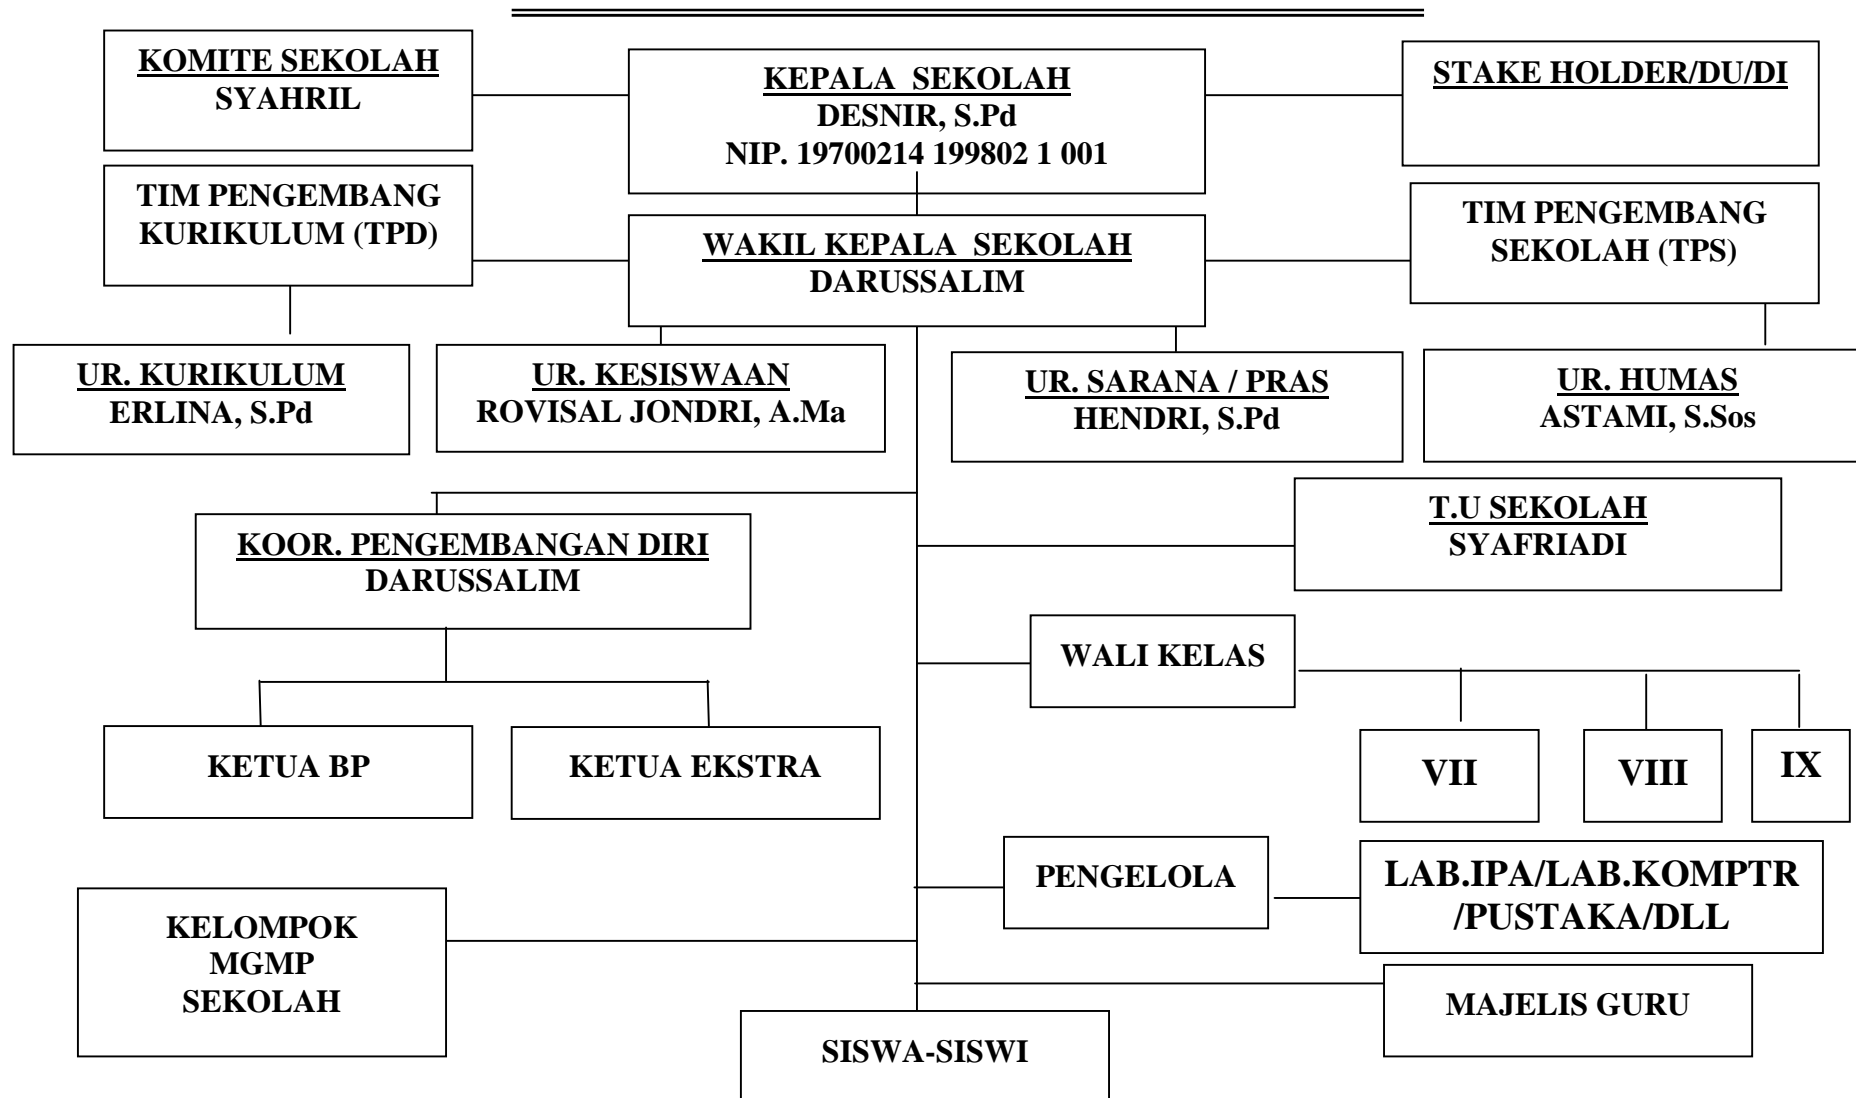 KOMITE SEKOLAH
SYAHRIL
KEPALA SEKOLAH
DESNIR, S.Pd
NIP. 19700214 199802 1 001
STAKE HOLDER/DU/DI
TIM PENGEMBANG
KURIKULUM (TPD)
WAKIL KEPALA SEKOLAH
DARUSSALIM
TIM PENGEMBANG
SEKOLAH (TPS)
UR. KURIKULUM
ERLINA, S.Pd
UR. KESISWAAN
ROVISAL JONDRI, A.Ma
UR. SARANA / PRAS
HENDRI, S.Pd
UR. HUMAS
ASTAMI, S.Sos
KOOR. PENGEMBANGAN DIRI
DARUSSALIM
T.U SEKOLAH
SYAFRIADI
WALI KELAS
KETUA BP
KETUA EKSTRA
VII
VIII
IX
PENGELOLA
LAB.IPA/LAB.KOMPTR
/PUSTAKA/DLL
KELOMPOK
MGMP
SEKOLAH
MAJELIS GURU
SISWA-SISWI